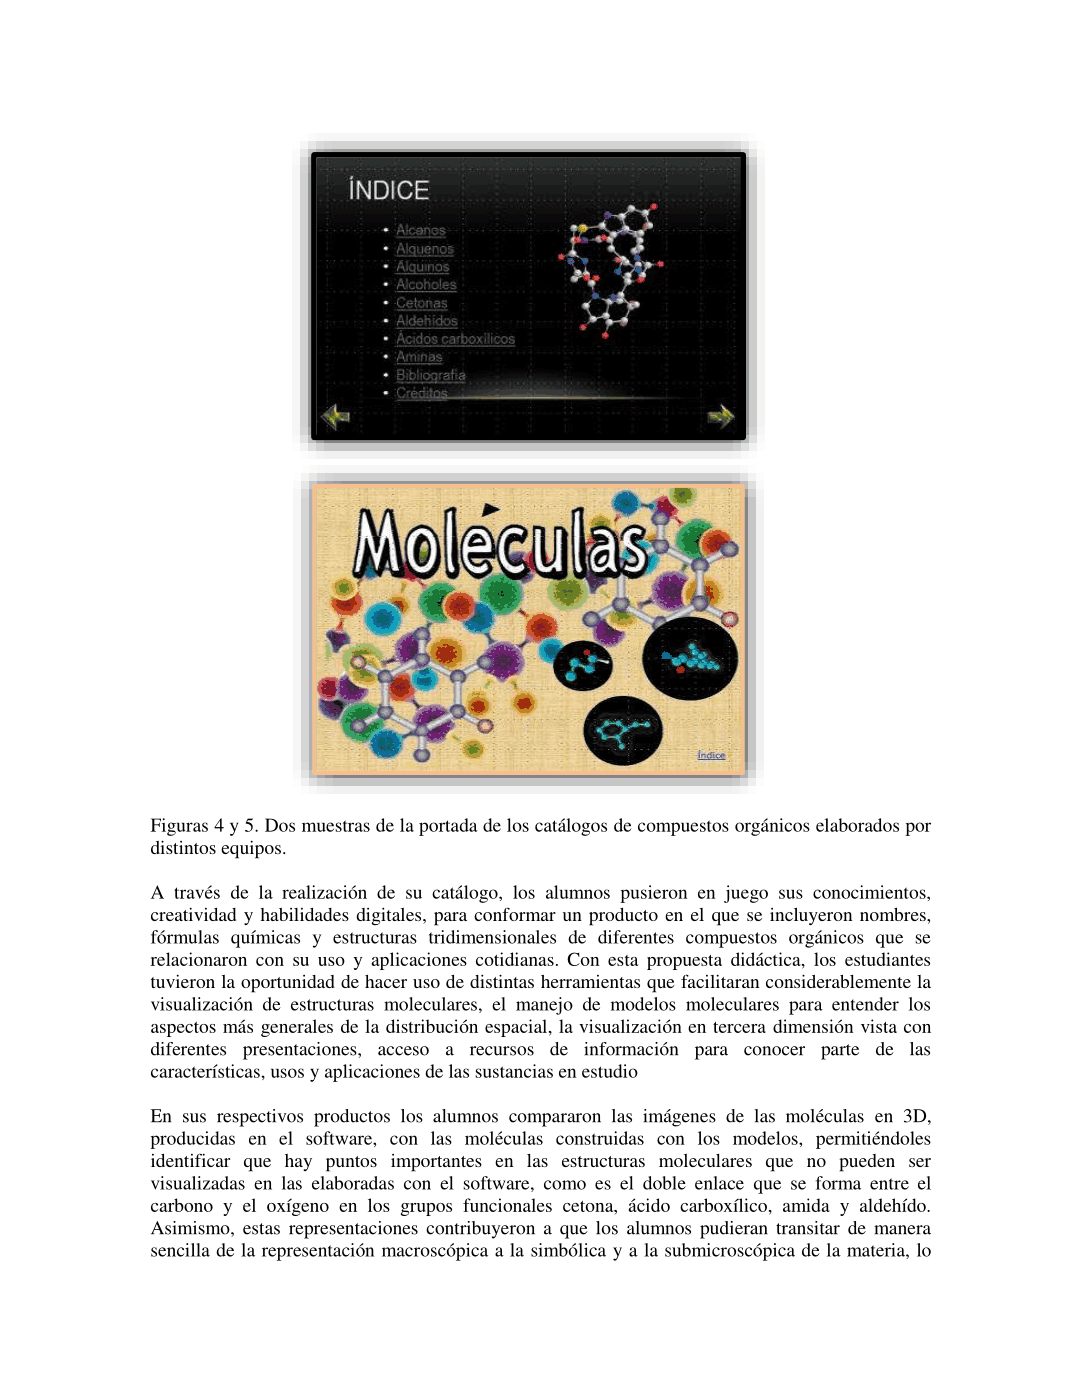 ÍNDICE
• Alcanos
• Alquenos
• Alquinos
• Alcoholes
• Cetonas
• Aldehídos
• Ácidos carboxílicos
• Aminas
• Bibliografía
• Créditos
Moléculas
Índice
Figuras 4 y 5. Dos muestras de la portada de los catálogos de compuestos orgánicos elaborados por
distintos equipos.
A través de la realización de su catálogo, los alumnos pusieron en juego sus conocimientos,
creatividad y habilidades digitales, para conformar un producto en el que se incluyeron nombres,
fórmulas químicas y estructuras tridimensionales de diferentes compuestos orgánicos que se
relacionaron con su uso y aplicaciones cotidianas. Con esta propuesta didáctica, los estudiantes
tuvieron la oportunidad de hacer uso de distintas herramientas que facilitaran considerablemente la
visualización de estructuras moleculares, el manejo de modelos moleculares para entender los
aspectos más generales de la distribución espacial, la visualización en tercera dimensión vista con
diferentes presentaciones, acceso a recursos de información para conocer parte de las
características, usos y aplicaciones de las sustancias en estudio
En sus respectivos productos los alumnos compararon las imágenes de las moléculas en 3D,
producidas en el software, con las moléculas construidas con los modelos, permitiéndoles
identificar que hay puntos importantes en las estructuras moleculares que no pueden ser
visualizadas en las elaboradas con el software, como es el doble enlace que se forma entre el
carbono y el oxígeno en los grupos funcionales cetona, ácido carboxílico, amida y aldehído.
Asimismo, estas representaciones contribuyeron a que los alumnos pudieran transitar de manera
sencilla de la representación macroscópica a la simbólica y a la submicroscópica de la materia, lo